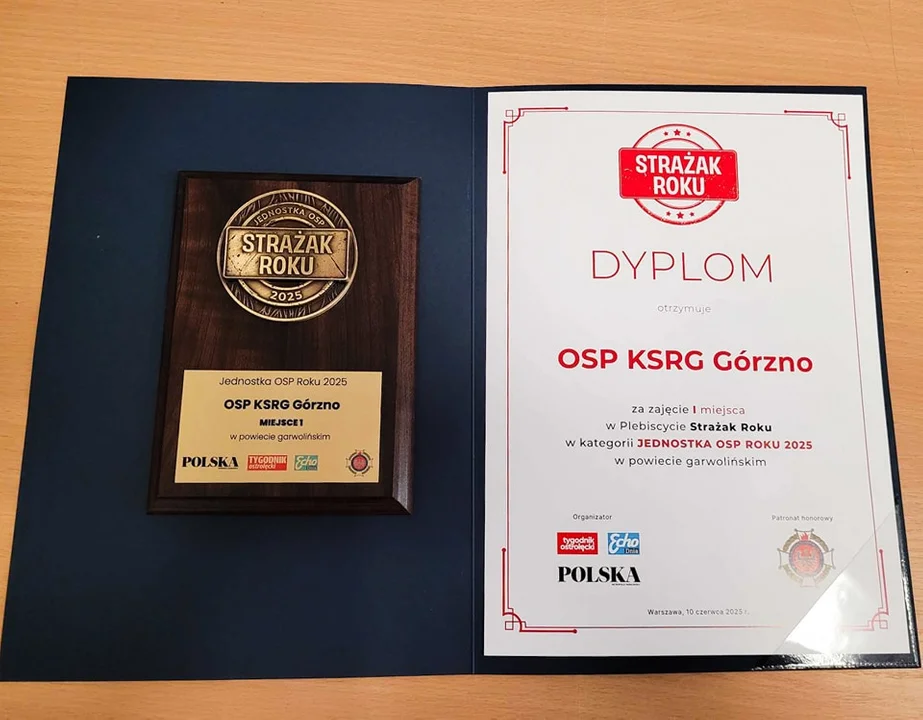 JEDNOSTKA OSP
STRAŻAK
ROKU
2025
Jednostka OSP Roku 2025
OSP KSRG Górzno
MIEJSCE 1
w powiecie garwolińskim
POLSKA
TYGODNIK
ostrołęcki
Echo
STRAŻAK
ROKU
DYPLOM
otrzymuje
OSP KSRG Górzno
za zajęcie I miejsca
w Plebiscycie Strażak Roku
w kategorii JEDNOSTKA OSP ROKU 2025
w powiecie garwolińskim
Organizator
Patronat honorowy
tygodnik
ostrołęcki
Echo
Dnia
POLSKA
Warszawa, 10 czerwca 2025 r.